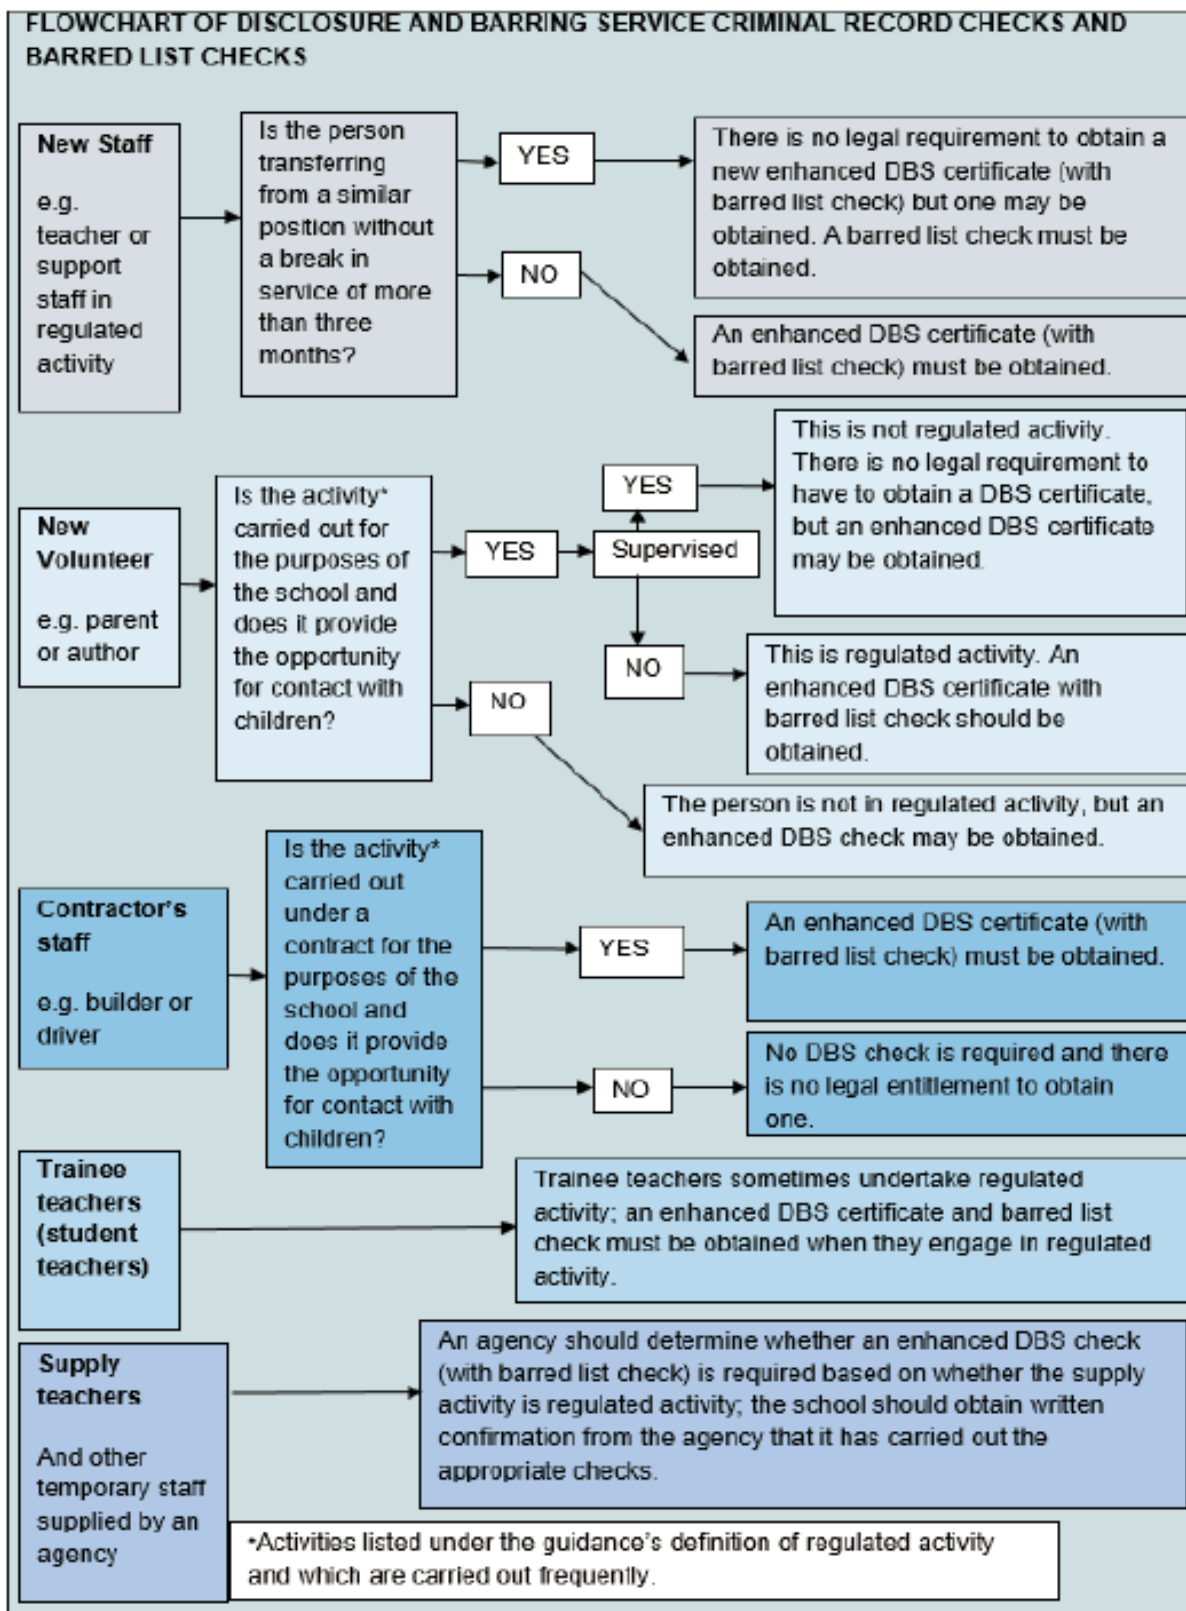 FLOWCHART OF DISCLOSURE AND BARRING SERVICE CRIMINAL RECORD CHECKS AND
BARRED LIST CHECKS
New Staff
e.g.
teacher or
support
staff in
regulated
activity
Is the person
transferring
from a similar
position without
a break in
service of more
than three
months?
YES
There is no legal requirement to obtain a
new enhanced DBS certificate (with
barred list check) but one may be
obtained. A barred list check must be
obtained.
NO
An enhanced DBS certificate (with
barred list check) must be obtained.
New
Volunteer
e.g. parent
or author
Is the activity*
carried out for
the purposes of
the school and
does it provide
the opportunity
for contact with
children?
YES
Supervised
YES
This is not regulated activity.
There is no legal requirement to
have to obtain a DBS certificate,
but an enhanced DBS certificate
may be obtained.
NO
This is regulated activity. An
enhanced DBS certificate with
barred list check should be
obtained.
NO
The person is not in regulated activity, but an
enhanced DBS check may be obtained.
Contractor's
staff
e.g. builder or
driver
Is the activity*
carried out
under a
contract for the
purposes of the
school and
does it provide
the opportunity
for contact with
children?
YES
An enhanced DBS certificate (with
barred list check) must be obtained.
NO
No DBS check is required and there
is no legal entitlement to obtain
one.
Trainee
teachers
(student
teachers)
Trainee teachers sometimes undertake regulated
activity; an enhanced DBS certificate and barred list
check must be obtained when they engage in regulated
activity.
Supply
teachers
And other
temporary staff
supplied by an
agency
An agency should determine whether an enhanced DBS check
(with barred list check) is required based on whether the supply
activity is regulated activity; the school should obtain written
confirmation from the agency that it has carried out the
appropriate checks.
*Activities listed under the guidance's definition of regulated activity
and which are carried out frequently.